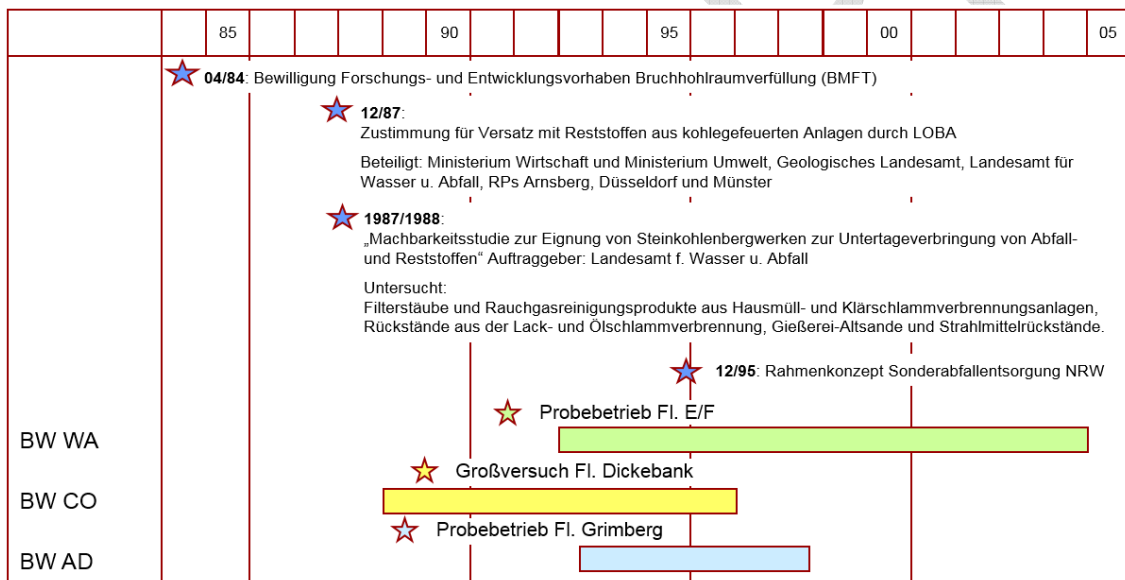 85 90 95 00 05
04/84: Bewilligung Forschungs- und Entwicklungsvorhaben Bruchhohlraumverfüllung (BMFT)
12/87:
Zustimmung für Versatz mit Reststoffen aus kohlegefeuerten Anlagen durch LOBA
Beteiligt: Ministerium Wirtschaft und Ministerium Umwelt, Geologisches Landesamt, Landesamt für
Wasser u. Abfall, RPs Arnsberg, Düsseldorf und Münster
1987/1988:
„Machbarkeitsstudie zur Eignung von Steinkohlenbergwerken zur Untertageverbringung von Abfall-
und Reststoffen“ Auftraggeber: Landesamt f. Wasser u. Abfall
Untersucht:
Filterstäube und Rauchgasreinigungsprodukte aus Hausmüll- und Klärschlammverbrennungsanlagen,
Rückstände aus der Lack- und Ölschlammverbrennung, Gießerei-Altsande und Strahlmittelrückstände.
12/95: Rahmenkonzept Sonderabfallentsorgung NRW
Probebetrieb Fl. E/F
BW WA
Großversuch Fl. Dickebank
BW CO
Probebetrieb Fl. Grimberg
BW AD